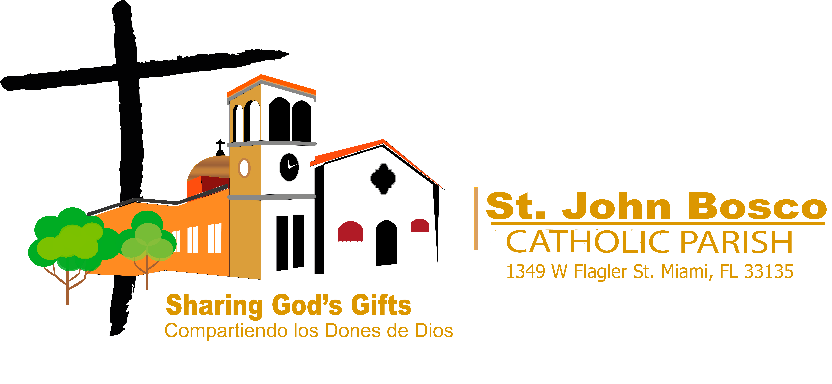 St. John Bosco
CATHOLIC PARISH
1349 W Flagler St. Miami, FL 33135
Sharing God's Gifts
Compartiendo los Dones de Dios